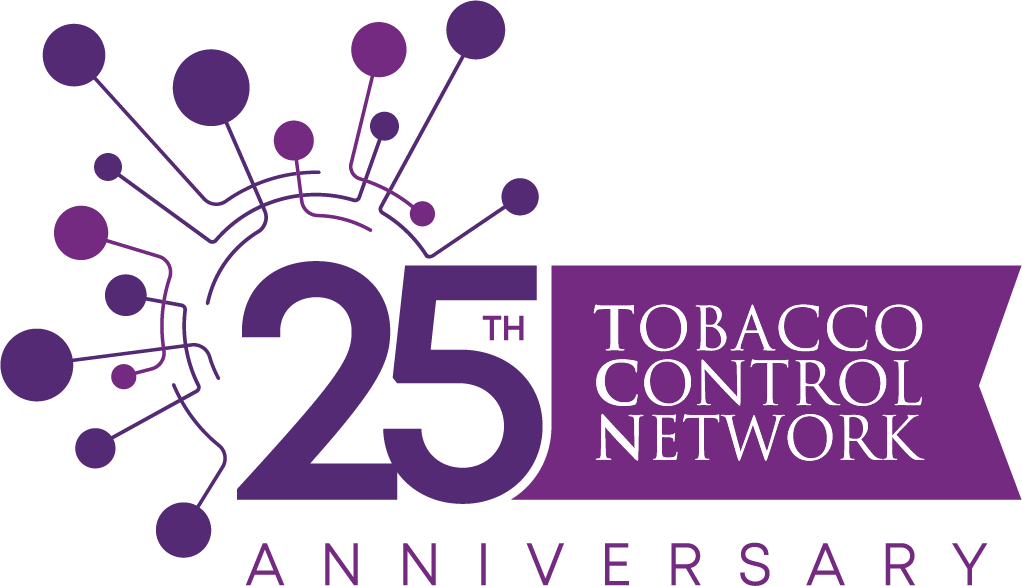 25TH
TOBACCO
CONTROL
NETWORK
ANNIVERSARY